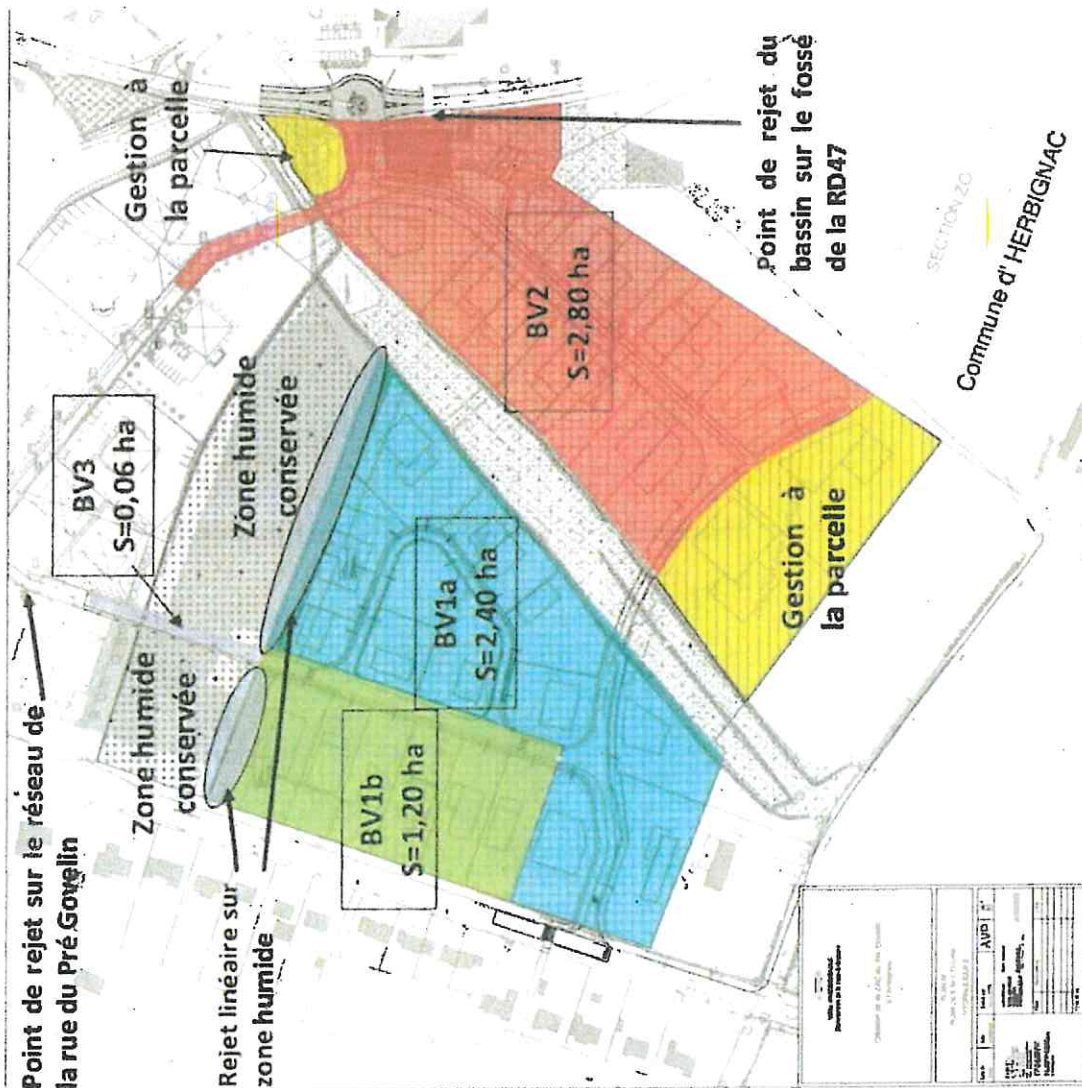 Point de rejet sur le réseau de
la rue du Pré Govelin
BV3
S=0,06 ha
Gestion à
la parcelle
Zone humide
conservée
Zone humide
conservée
Rejet linéaire sur
zone humide
BV1b
S=1,20 ha
BV1a
S=2,40 ha
BV2
S=2,80 ha
Point de rejet du
bassin sur le fossé
de la RD47
Gestion à
la parcelle
SECTION ZC
Commune d' HERBIGNAC
AVP